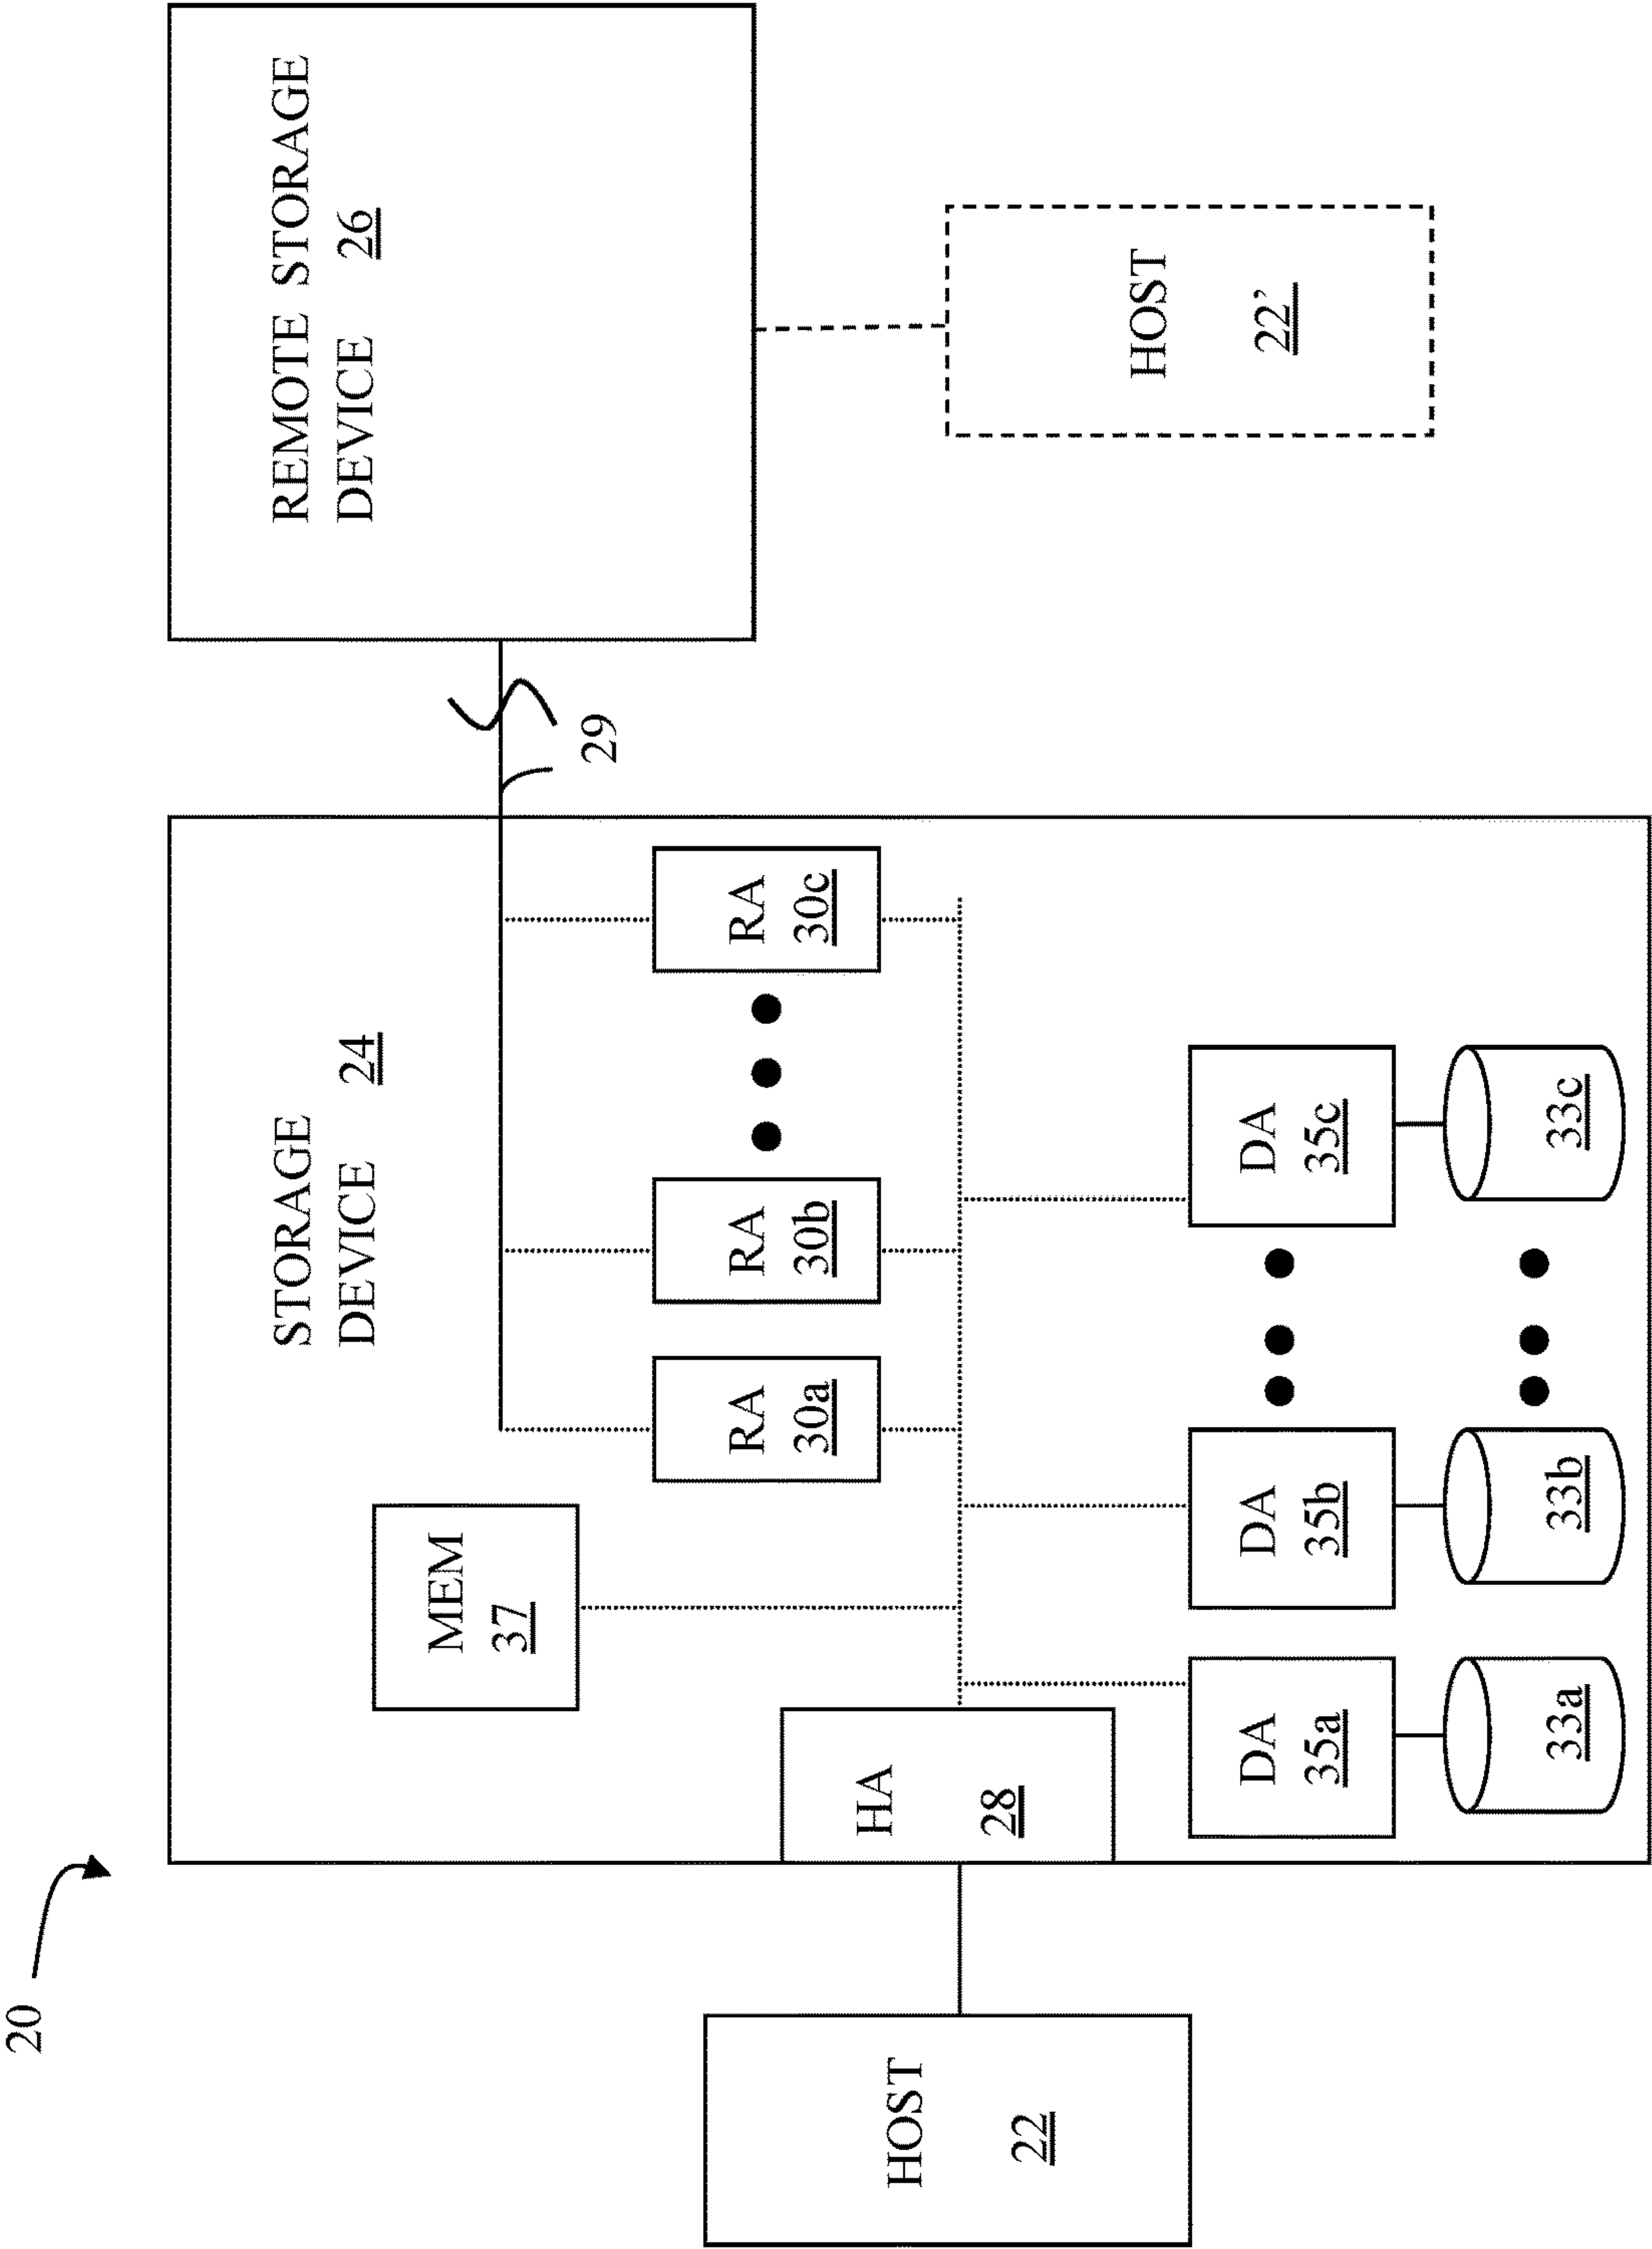 20
STORAGE
DEVICE 24
REMOTE STORAGE
DEVICE 26
MEM
37
29
RA
30a
RA
30b
RA
30c
HOST
22
HA
28
HOST
22’
DA
35a
DA
35b
DA
35c
33a
33b
33c